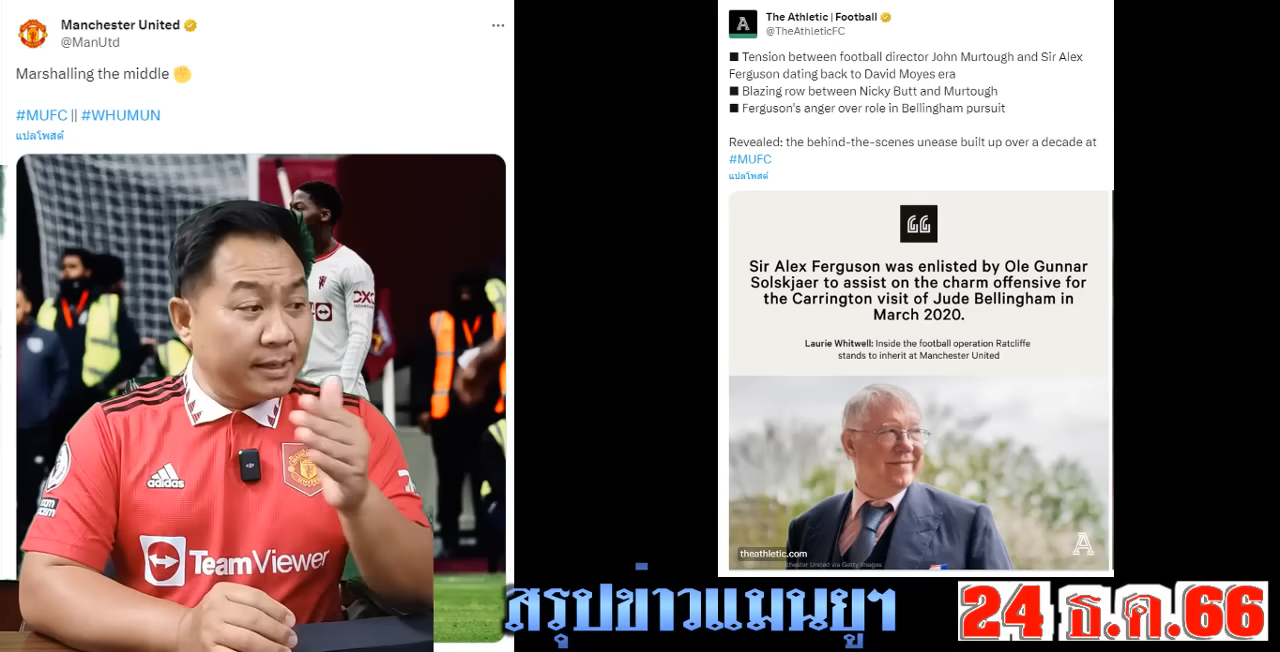 Manchester United
@ManUtd
Marshalling the middle ✊
#MUFC || #WHUMUN
แปลโพสต์
adidas
TeamViewer
DXC
The Athletic | Football
@TheAthleticFC
■ Tension between football director John Murtough and Sir Alex
Ferguson dating back to David Moyes era
■ Blazing row between Nicky Butt and Murtough
■ Ferguson's anger over role in Bellingham pursuit
Revealed: the behind-the-scenes unease built up over a decade at
#MUFC
แปลโพสต์
Sir Alex Ferguson was enlisted by Ole Gunnar
Solskjaer to assist on the charm offensive for
the Carrington visit of Jude Bellingham in
March 2020.
Laurie Whitwell: Inside the football operation Ratcliffe
stands to inherit at Manchester United
theathletic.com
สรุปข่าวแมนยูฯ
24 ธ.ค.66